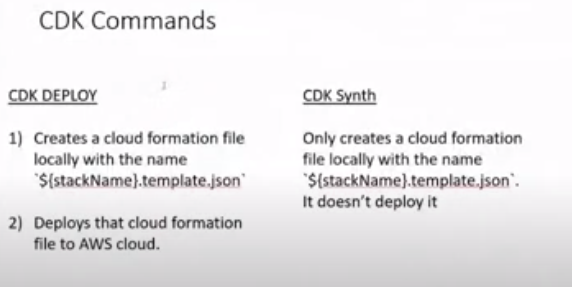 CDK Commands
CDK DEPLOY
1) Creates a cloud formation file
locally with the name
`${stackName}.template.json`
2) Deploys that cloud formation
file to AWS cloud.
CDK Synth
Only creates a cloud formation
file locally with the name
`${stackName}.template.json`.
It doesn't deploy it